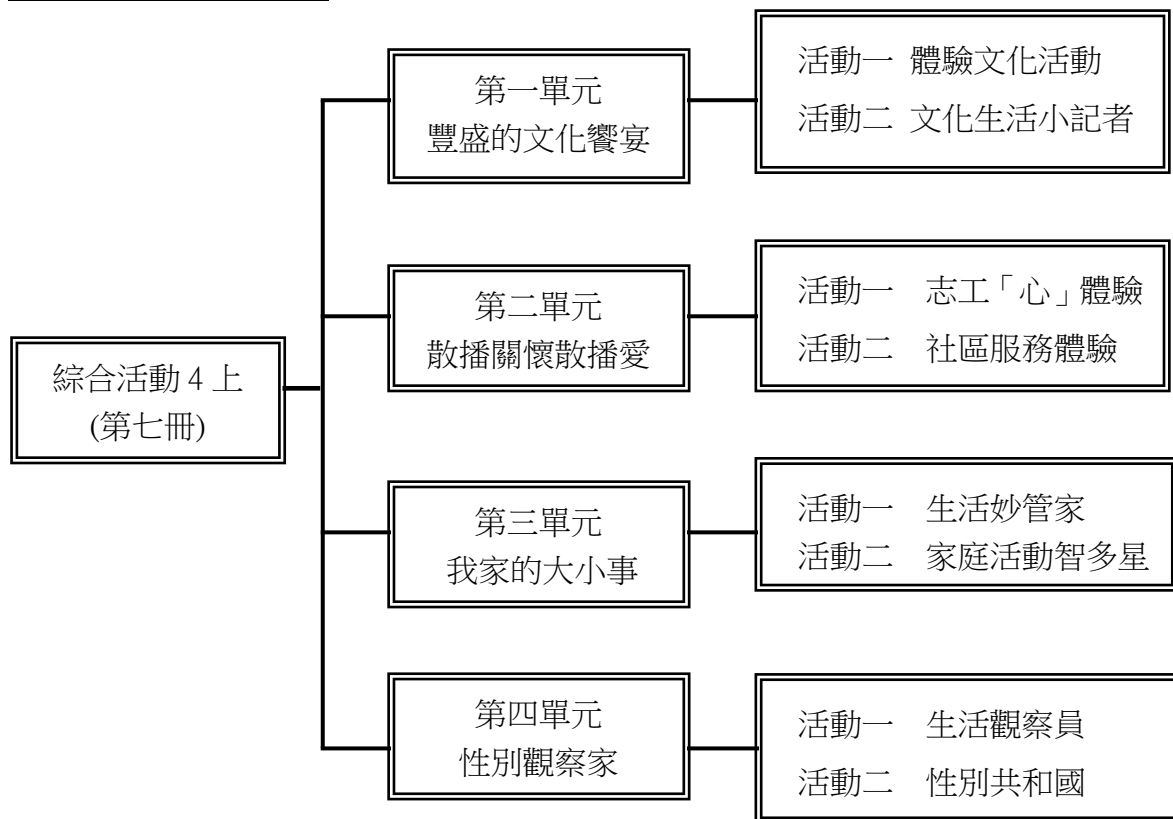 綜合活動 4 上
(第七冊)
第一單元
豐盛的文化饗宴
活動一 體驗文化活動
活動二 文化生活小記者
第二單元
散播關懷散播愛
活動一 志工「心」體驗
活動二 社區服務體驗
第三單元
我家的大小事
活動一 生活妙管家
活動二 家庭活動智多星
第四單元
性別觀察家
活動一 生活觀察員
活動二 性別共和國